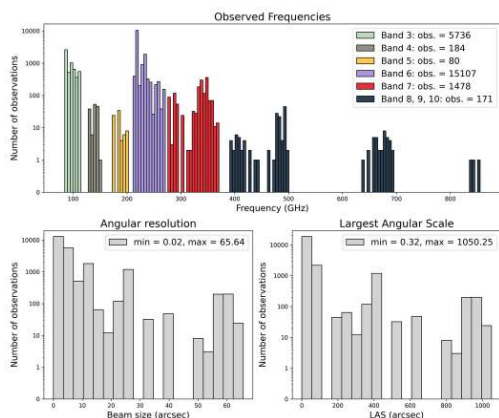 Observed Frequencies
Number of observations
10000
1000
100
10
1
Band 3: obs. = 5736
Band 4: obs. = 184
Band 5: obs. = 80
Band 6: obs. = 15107
Band 7: obs. = 1478
Band 8, 9, 10: obs. = 171
100 200 300 400 500 600 700 800
Frequency (GHz)
Angular resolution
Number of observations
10000
1000
100
10
1
min = 0.02, max = 65.64
0 10 20 30 40 50 60
Beam size (arcsec)
Largest Angular Scale
Number of observations
10000
1000
100
10
1
min = 0.32, max = 1050.25
0 200 400 600 800 1000
LAS (arcsec)